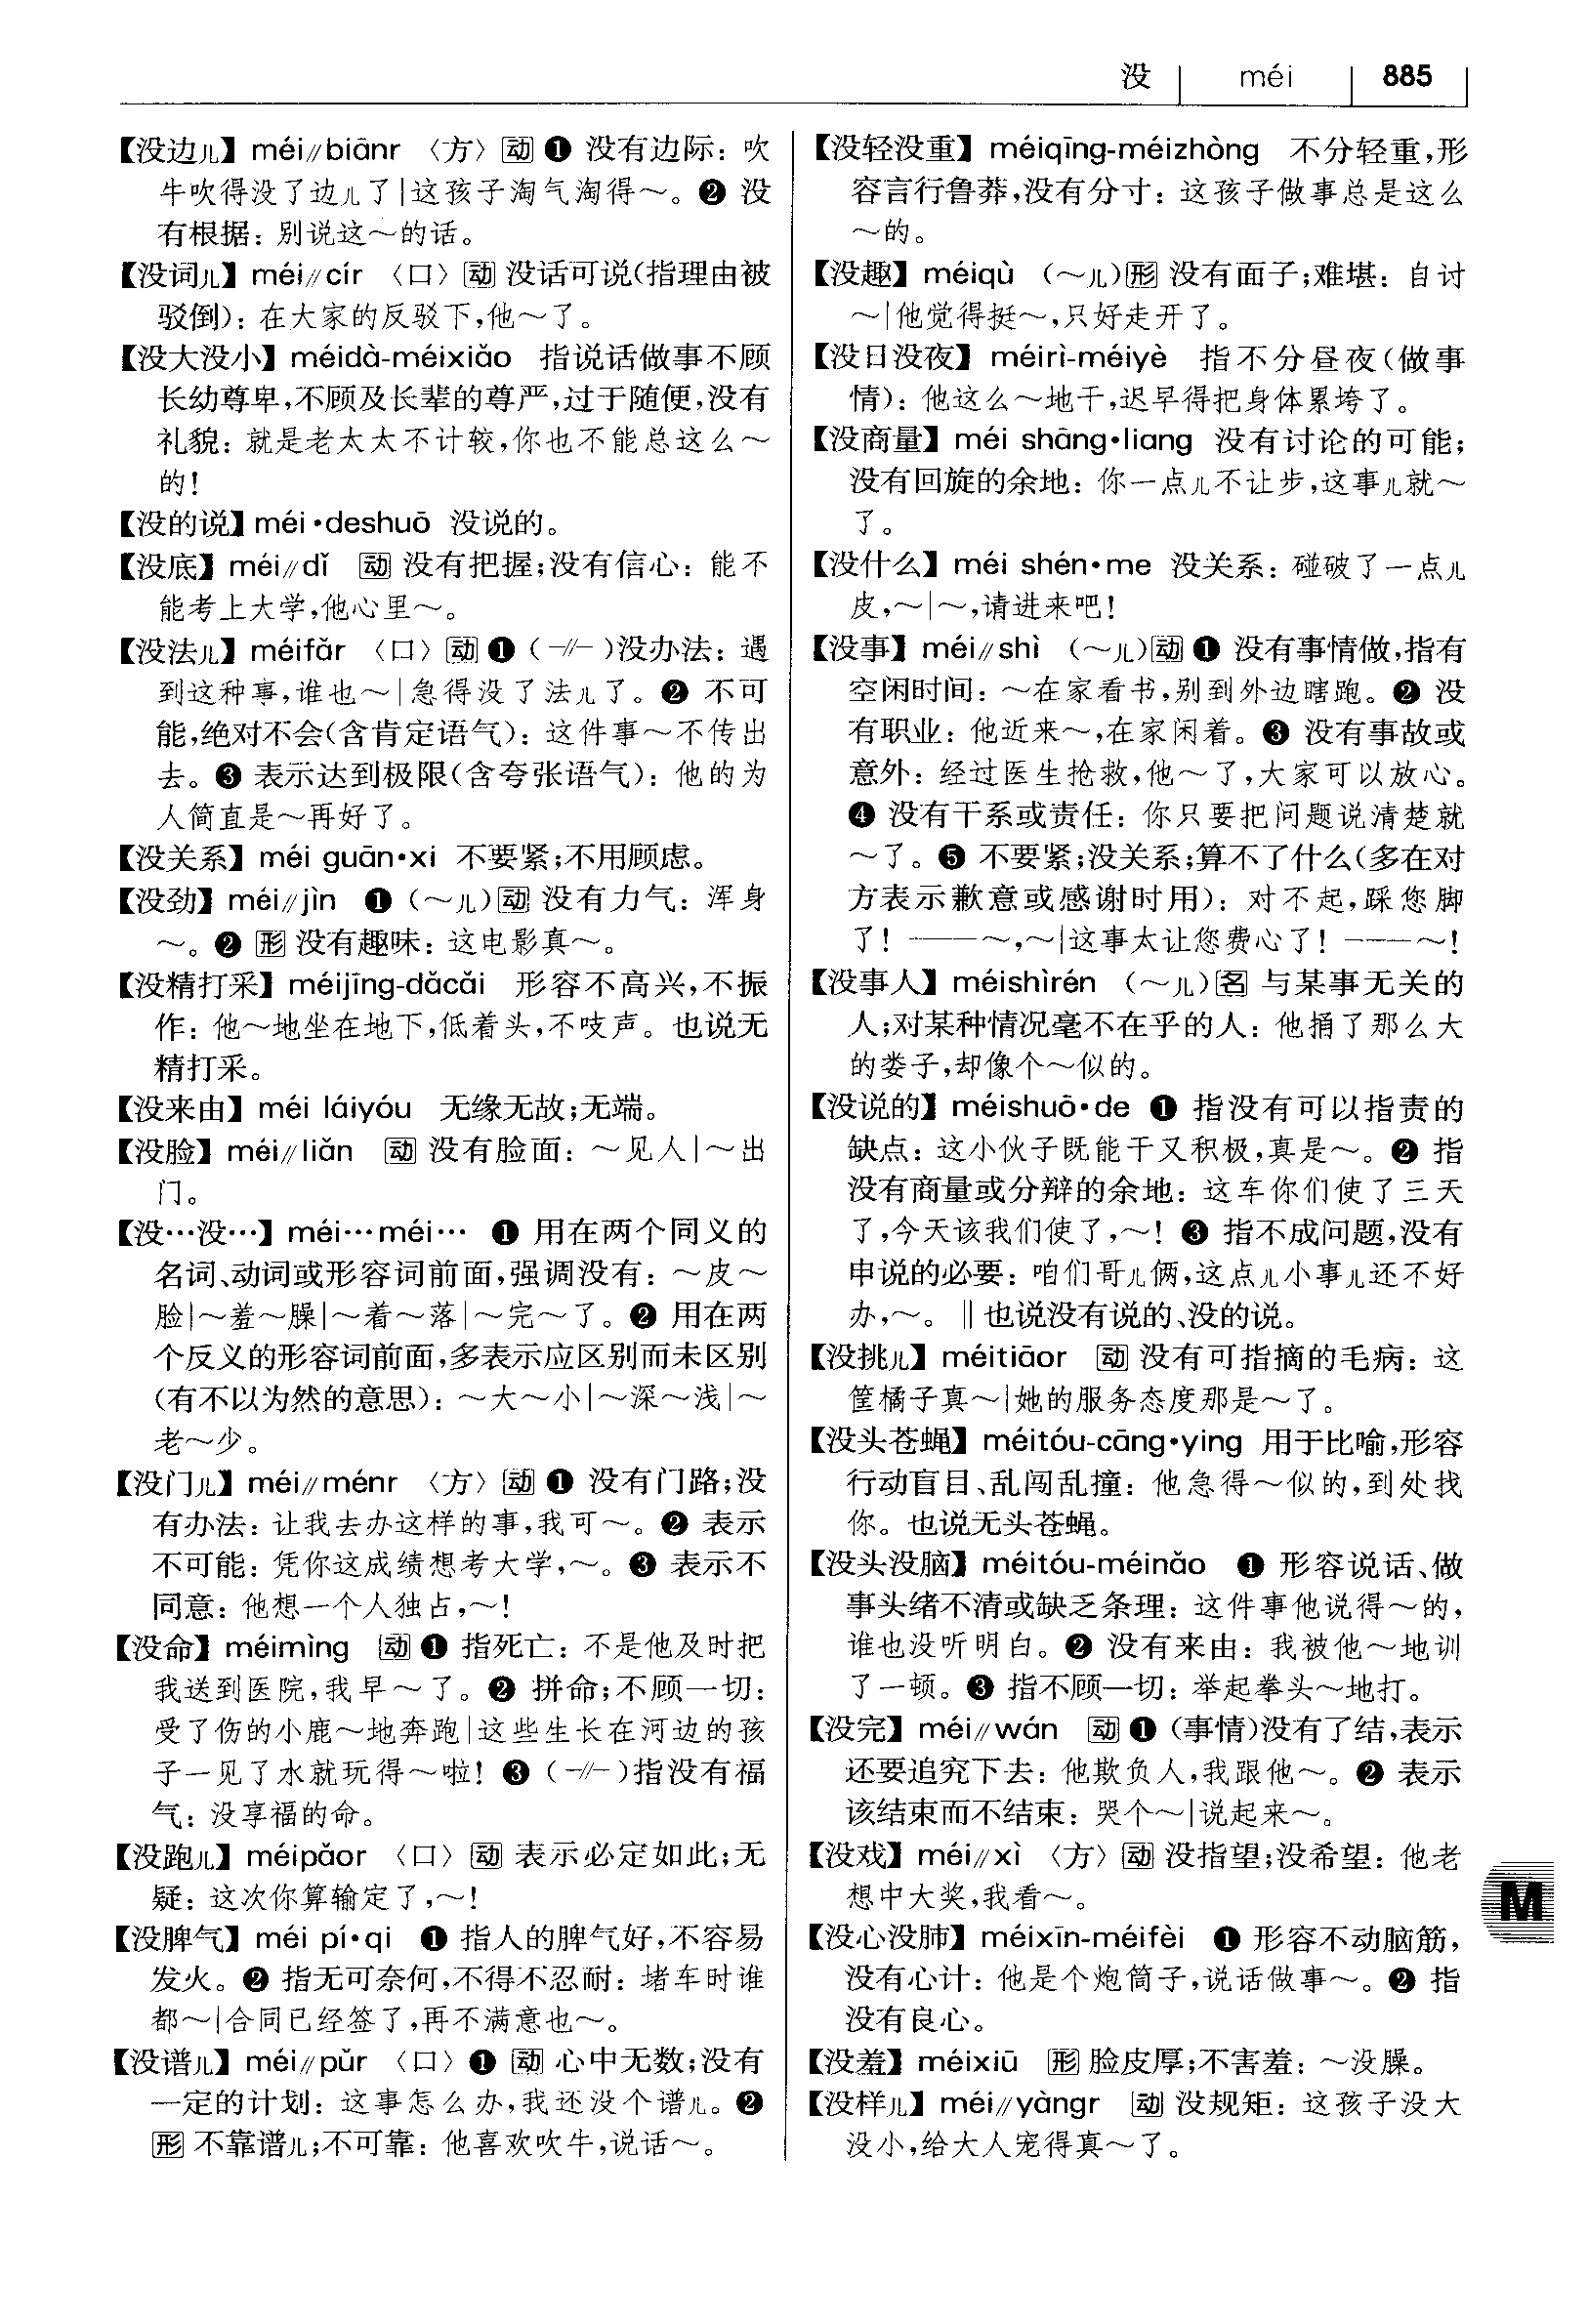 没 méi 885
【没边儿】 méi∥biānr 〈方〉 动 ❶ 没有边际：吹
牛吹得没了边儿了|这孩子淘气淘得～。❷ 没
有根据：别说这～的话。
【没词儿】 méi∥cír 〈口〉 动 没话可说(指理由被
驳倒)：在大家的反驳下,他～了。
【没大没小】 méidà-méixiǎo 指说话做事不顾
长幼尊卑,不顾及长辈的尊严,过于随便,没有
礼貌：就是老太太不计较,你也不能总这么～
的!
【没的说】 méi·deshuō 没说的。
【没底】 méi∥dǐ 动 没有把握;没有信心：能不
能考上大学,他心里～。
【没法儿】 méifǎr 〈口〉 动 ❶ (－∥－)没办法：遇
到这种事,谁也～|急得没了法儿了。❷ 不可
能,绝对不会(含肯定语气)：这件事～不传出
去。❸ 表示达到极限(含夸张语气)：他的为
人简直是～再好了。
【没关系】 méi guān·xi 不要紧;不用顾虑。
【没劲】 méi∥jìn ❶ (～儿) 动 没有力气：浑身
～。❷ 形 没有趣味：这电影真～。
【没精打采】 méijīng-dǎcǎi 形容不高兴,不振
作：他～地坐在地下,低着头,不吱声。也说无
精打采。
【没来由】 méi láiyóu 无缘无故;无端。
【没脸】 méi∥liǎn 动 没有脸面：～见人|～出
门。
【没…没…】 méi…méi… ❶ 用在两个同义的
名词、动词或形容词前面,强调没有：～皮～
脸|～羞～臊|～着～落|～完～了。❷ 用在两
个反义的形容词前面,多表示应区别而未区别
(有不以为然的意思)：～大～小|～深～浅|～
老～少。
【没门儿】 méi∥ménr 〈方〉 动 ❶ 没有门路;没
有办法：让我去办这样的事,我可～。❷ 表示
不可能：凭你这成绩想考大学,～。❸ 表示不
同意：他想一个人独占,～!
【没命】 méimìng 动 ❶ 指死亡：不是他及时把
我送到医院,我早～了。❷ 拼命;不顾一切：
受了伤的小鹿～地奔跑|这些生长在河边的孩
子一见了水就玩得～啦! ❸ (－∥－)指没有福
气：没享福的命。
【没跑儿】 méipǎor 〈口〉 动 表示必定如此;无
疑：这次你算输定了,～!
【没脾气】 méi pí·qi ❶ 指人的脾气好,不容易
发火。❷ 指无可奈何,不得不忍耐：堵车时谁
都～|合同已经签了,再不满意也～。
【没谱儿】 méi∥pǔr 〈口〉 ❶ 动 心中无数;没有
一定的计划：这事怎么办,我还没个谱儿。❷
形 不靠谱儿;不可靠：他喜欢吹牛,说话～。
【没轻没重】 méiqīng-méizhòng 不分轻重,形
容言行鲁莽,没有分寸：这孩子做事总是这么
～的。
【没趣】 méiqù (～儿) 形 没有面子;难堪：自讨
～|他觉得挺～,只好走开了。
【没日没夜】 méirì-méiyè 指不分昼夜(做事
情)：他这么～地干,迟早得把身体累垮了。
【没商量】 méi shāng·liang 没有讨论的可能;
没有回旋的余地：你一点儿不让步,这事儿就～
了。
【没什么】 méi shén·me 没关系：碰破了一点儿
皮,～|～,请进来吧!
【没事】 méi∥shì (～儿) 动 ❶ 没有事情做,指有
空闲时间：～在家看书,别到外边瞎跑。❷ 没
有职业：他近来～,在家闲着。❸ 没有事故或
意外：经过医生抢救,他～了,大家可以放心。
❹ 没有干系或责任：你只要把问题说清楚就
～了。❺ 不要紧;没关系;算不了什么(多在对
方表示歉意或感谢时用)：对不起,踩您脚
了! ——～,～|这事太让您费心了! ——～!
【没事人】 méishìrén (～儿) 名 与某事无关的
人;对某种情况毫不在乎的人：他捅了那么大
的娄子,却像个～似的。
【没说的】 méishuō·de ❶ 指没有可以指责的
缺点：这小伙子既能干又积极,真是～。❷ 指
没有商量或分辩的余地：这车你们使了三天
了,今天该我们使了,～! ❸ 指不成问题,没有
申说的必要：咱们哥儿俩,这点儿小事儿还不好
办,～。‖也说没有说的、没的说。
【没挑儿】 méitiāor 动 没有可指摘的毛病：这
筐橘子真～|她的服务态度那是～了。
【没头苍蝇】 méitóu-cāng·ying 用于比喻,形容
行动盲目、乱闯乱撞：他急得～似的,到处找
你。也说无头苍蝇。
【没头没脑】 méitóu-méinǎo ❶ 形容说话、做
事头绪不清或缺乏条理：这件事他说得～的,
谁也没听明白。❷ 没有来由：我被他～地训
了一顿。❸ 指不顾一切：举起拳头～地打。
【没完】 méi∥wán 动 ❶ (事情)没有了结,表示
还要追究下去：他欺负人,我跟他～。❷ 表示
该结束而不结束：哭个～|说起来～。
【没戏】 méi∥xì 〈方〉 动 没指望;没希望：他老
想中大奖,我看～。
【没心没肺】 méixīn-méifèi ❶ 形容不动脑筋,
没有心计：他是个炮筒子,说话做事～。❷ 指
没有良心。
【没羞】 méixiū 形 脸皮厚;不害羞：～没臊。
【没样儿】 méi∥yàngr 动 没规矩：这孩子没大
没小,给大人宠得真～了。
M